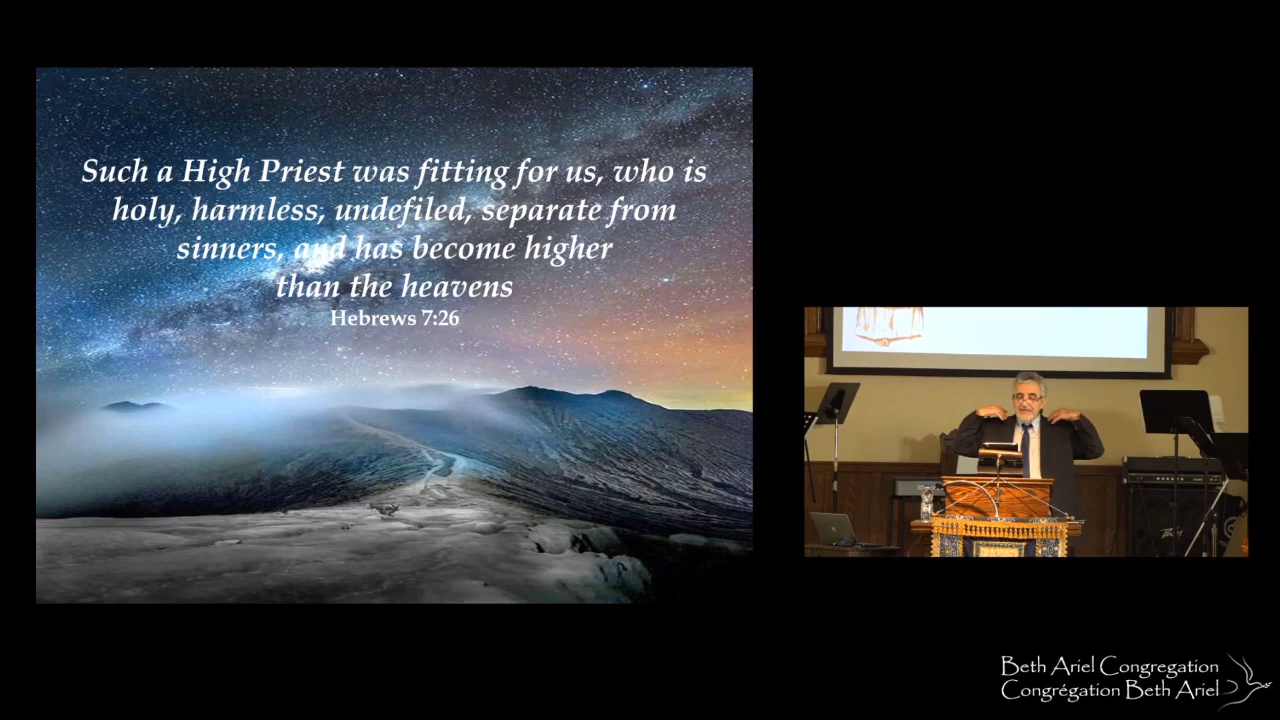 Such a High Priest was fitting for us, who is
holy, harmless, undefiled, separate from
sinners, and has become higher
than the heavens
Hebrews 7:26
Peavey
Beth Ariel Congregation
Congrégation Beth Ariel